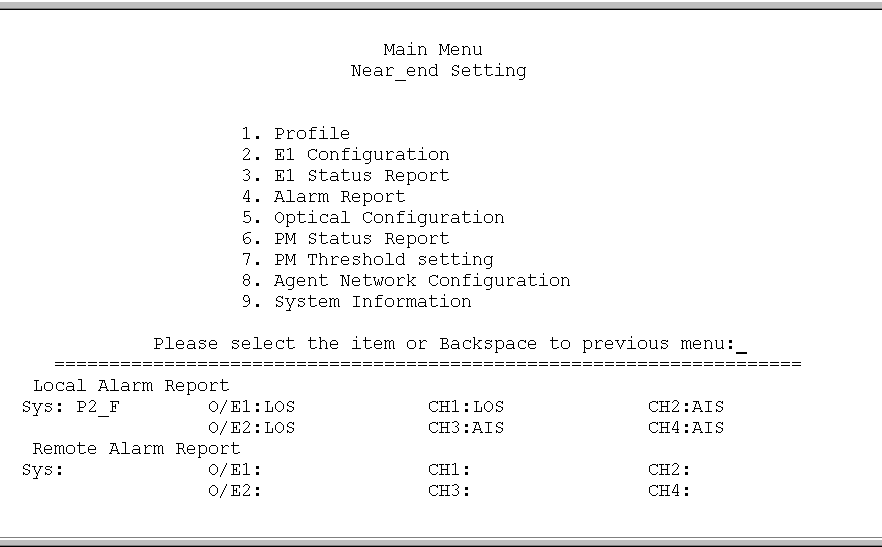 Main Menu
Near_end Setting
1. Profile
2. E1 Configuration
3. E1 Status Report
4. Alarm Report
5. Optical Configuration
6. PM Status Report
7. PM Threshold setting
8. Agent Network Configuration
9. System Information
Please select the item or Backspace to previous menu:_
====================================================================
Local Alarm Report
Sys: P2_F O/E1:LOS CH1:LOS CH2:AIS
O/E2:LOS CH3:AIS CH4:AIS
Remote Alarm Report
Sys: O/E1: CH1: CH2:
O/E2: CH3: CH4: